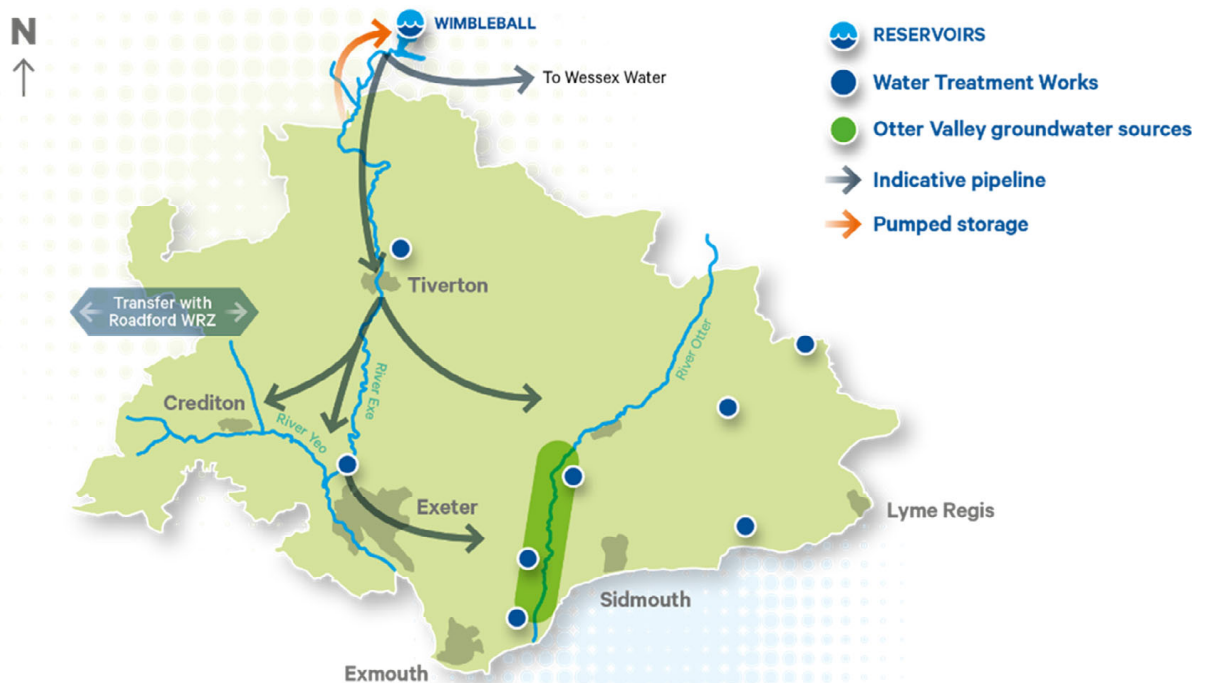 N
WIMBLEBALL
To Wessex Water
RESERVOIRS
Water Treatment Works
Otter Valley groundwater sources
Indicative pipeline
Pumped storage
Tiverton
Transfer with
Roadford WRZ
River Otter
River Exe
Crediton
River Yeo
Exeter
Lyme Regis
Sidmouth
Exmouth